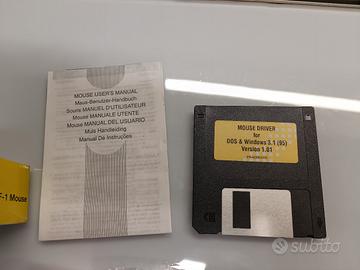 MOUSE USER'S MANUAL
Maus-Benutzer-Handbuch
Souris MANUEL D'UTILISATEUR
Mouse MANUALE UTENTE
Mouse MANUAL DEL USUARIO
Muis Handleiding
Manual De Instruções
MOUSE DRIVER
for
DOS & Windows 3.1 (95)
Version 1.01
F-1 Mouse
subito